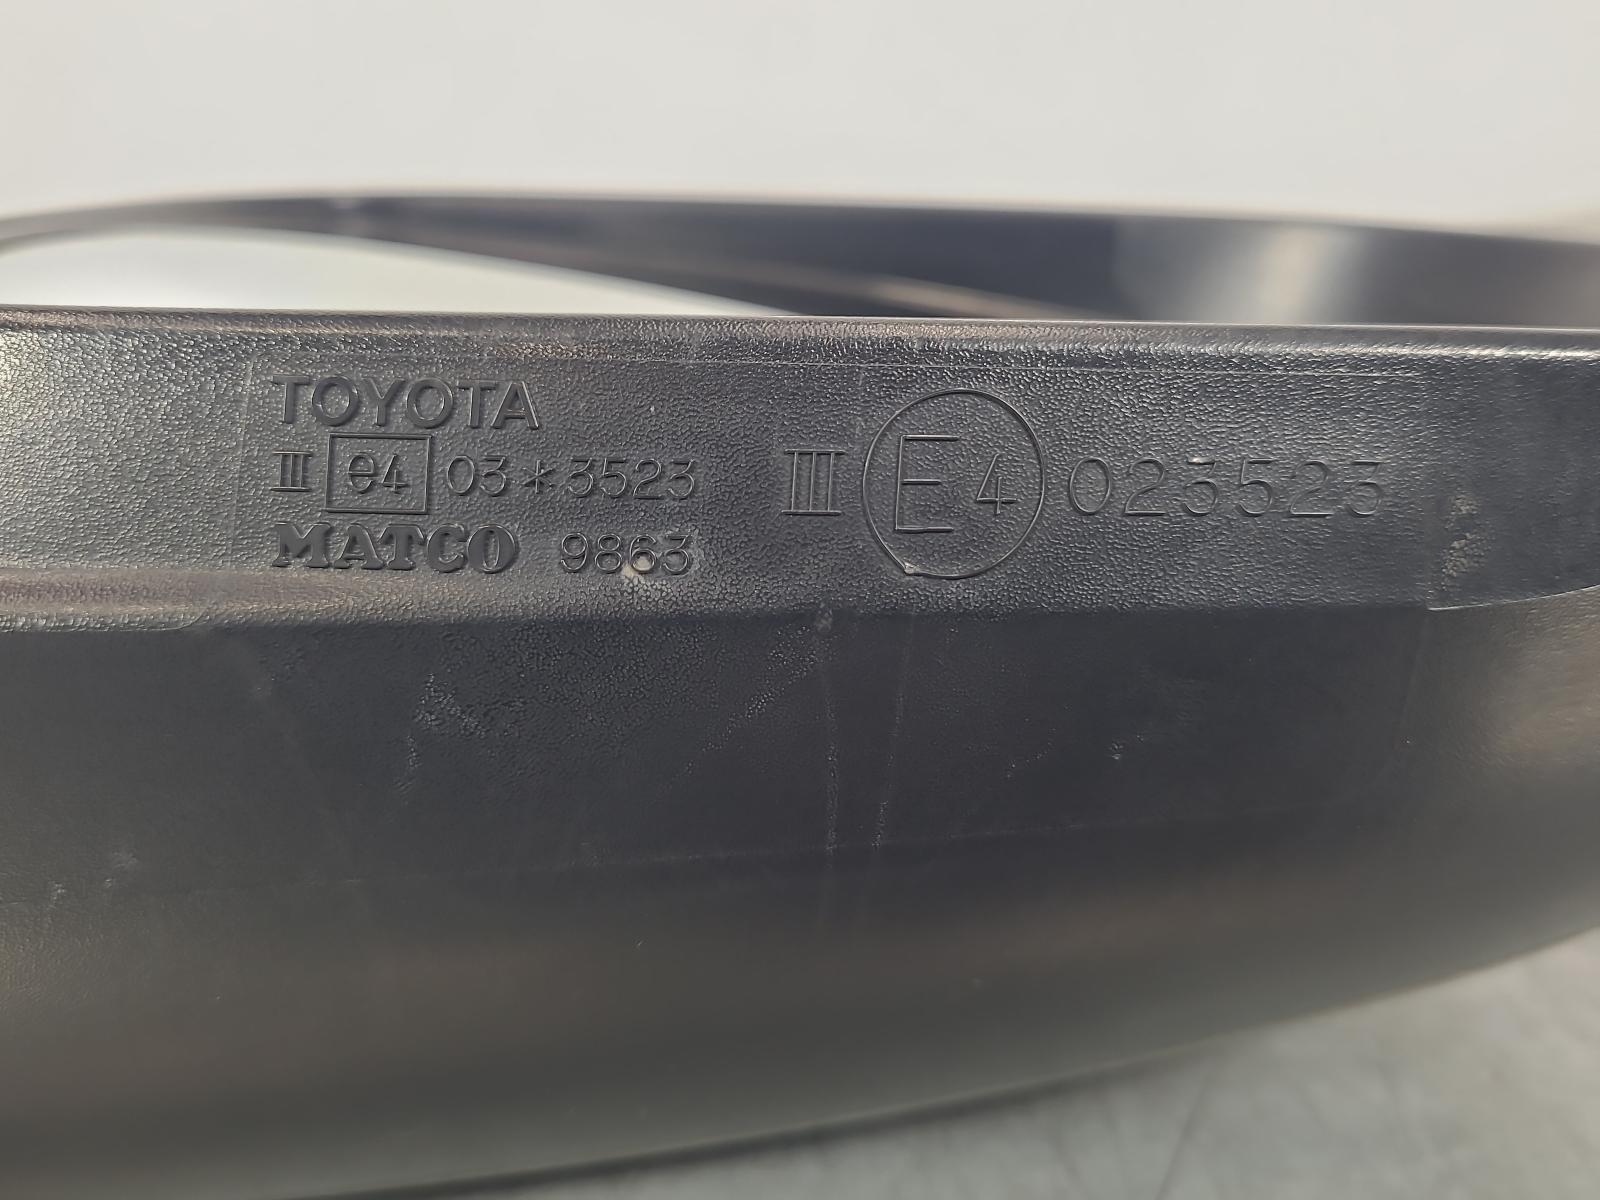 TOYOTA
III e4 03*3523
MATCO 9863
III E4 023523